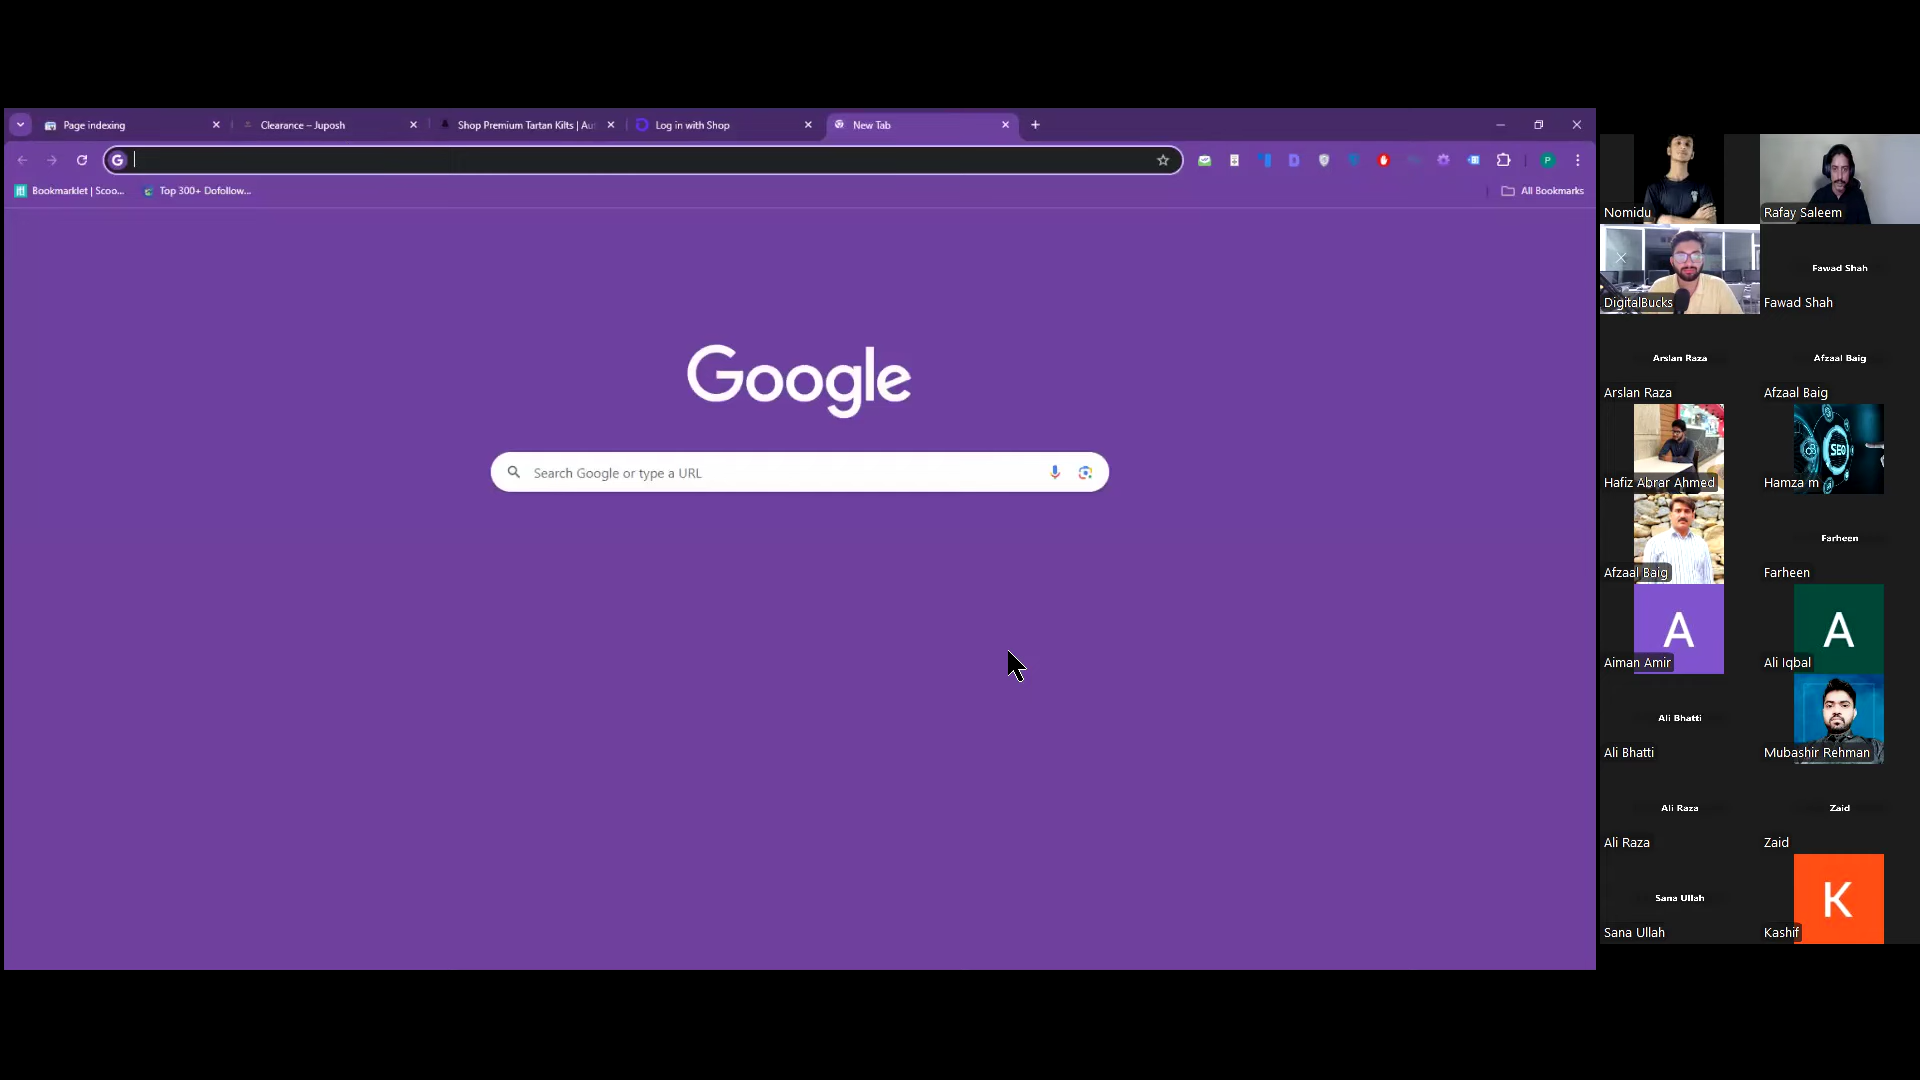 Page indexing
Clearance – Juposh
Shop Premium Tartan Kilts | Au
Log in with Shop
New Tab
G
D
P
Bookmarklet | Scoo...
Top 300+ Dofollow...
All Bookmarks
Google
Search Google or type a URL
Nomidu
Rafay Saleem
DigitalBucks
Fawad Shah
Fawad Shah
Arslan Raza
Arslan Raza
Afzaal Baig
Afzaal Baig
Hafiz Abrar Ahmed
SEO
Hamza m
Afzaal Baig
Farheen
Farheen
A
Aiman Amir
A
Ali Iqbal
Ali Bhatti
Ali Bhatti
Mubashir Rehman
Ali Raza
Ali Raza
Zaid
Zaid
Sana Ullah
Sana Ullah
K
Kashif